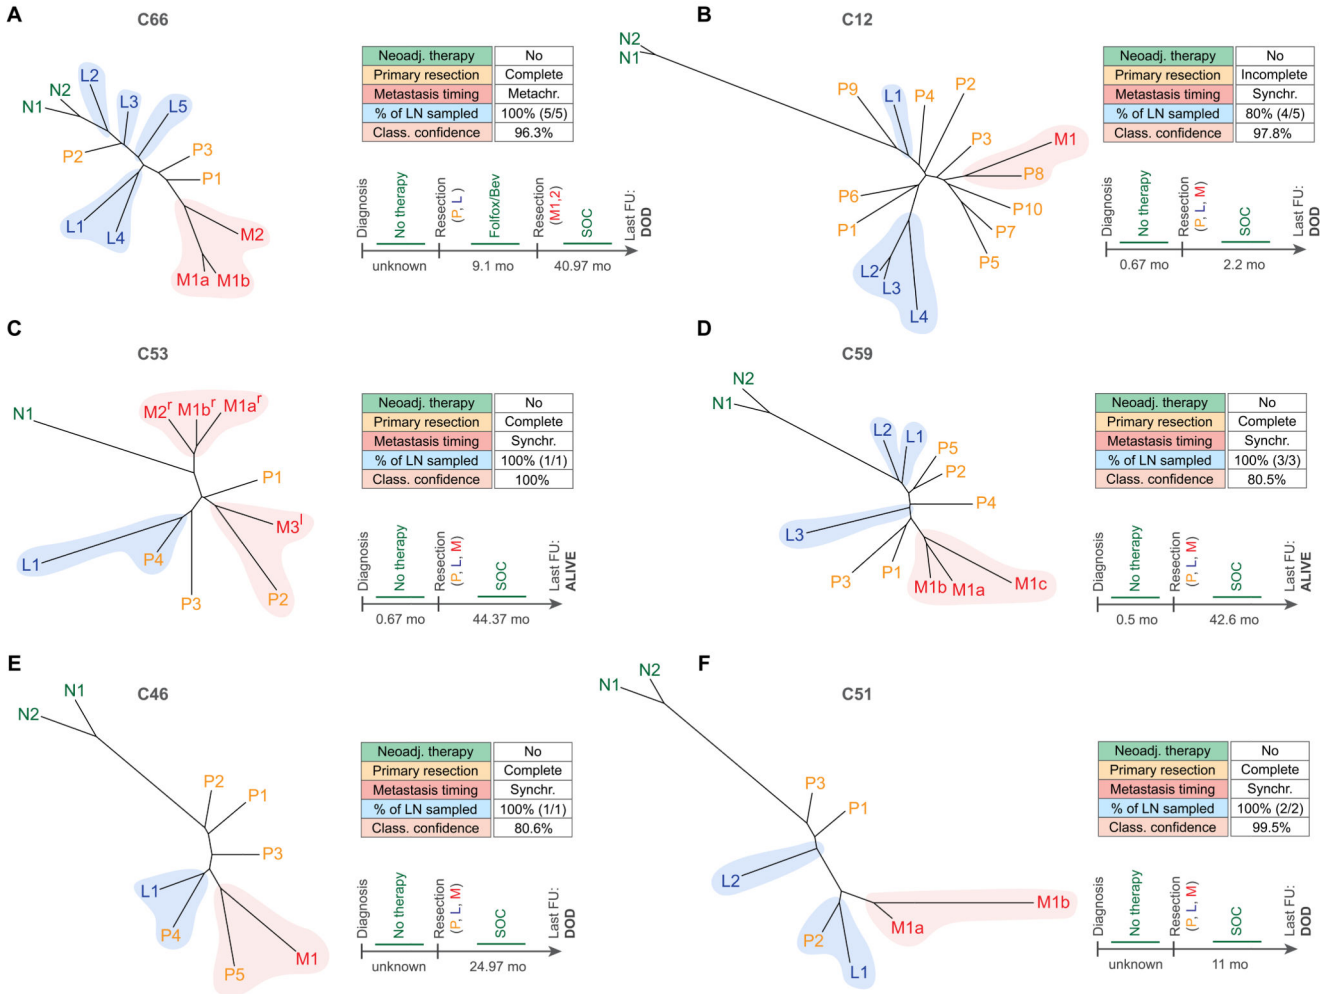 A
C66
N2
N1
L2
L3
L5
P2
P3
P1
L1
L4
M2
M1a
M1b
Neoadj. therapy No
Primary resection Complete
Metastasis timing Metachr.
% of LN sampled 100% (5/5)
Class. confidence 96.3%
Diagnosis
No therapy
Resection
(P, L )
Folfox/Bev
Resection
(M1,2)
SOC
Last FU:
DOD
unknown
9.1 mo
40.97 mo
B
C12
N2
N1
P9
L1
P4
P2
P3
M1
P8
P6
P10
P1
P7
P5
L2
L3
L4
Neoadj. therapy No
Primary resection Incomplete
Metastasis timing Synchr.
% of LN sampled 80% (4/5)
Class. confidence 97.8%
Diagnosis
No therapy
Resection
(P, L, M)
SOC
Last FU:
DOD
0.67 mo
2.2 mo
C
C53
N1
M2r
M1br
M1ar
P1
M3l
L1
P4
P3
P2
Neoadj. therapy No
Primary resection Complete
Metastasis timing Synchr.
% of LN sampled 100% (1/1)
Class. confidence 100%
Diagnosis
No therapy
Resection
(P, L, M)
SOC
Last FU:
ALIVE
0.67 mo
44.37 mo
D
C59
N2
N1
L2
L1
P5
P2
P4
L3
P3
P1
M1b
M1a
M1c
Neoadj. therapy No
Primary resection Complete
Metastasis timing Synchr.
% of LN sampled 100% (3/3)
Class. confidence 80.5%
Diagnosis
No therapy
Resection
(P, L, M)
SOC
Last FU:
ALIVE
0.5 mo
42.6 mo
E
C46
N1
N2
P2
P1
P3
L1
P4
P5
M1
Neoadj. therapy No
Primary resection Complete
Metastasis timing Synchr.
% of LN sampled 100% (1/1)
Class. confidence 80.6%
Diagnosis
No therapy
Resection
(P, L, M)
SOC
Last FU:
DOD
unknown
24.97 mo
F
C51
N2
N1
P3
P1
L2
M1b
M1a
P2
L1
Neoadj. therapy No
Primary resection Complete
Metastasis timing Synchr.
% of LN sampled 100% (2/2)
Class. confidence 99.5%
Diagnosis
No therapy
Resection
(P, L, M)
SOC
Last FU:
DOD
unknown
11 mo